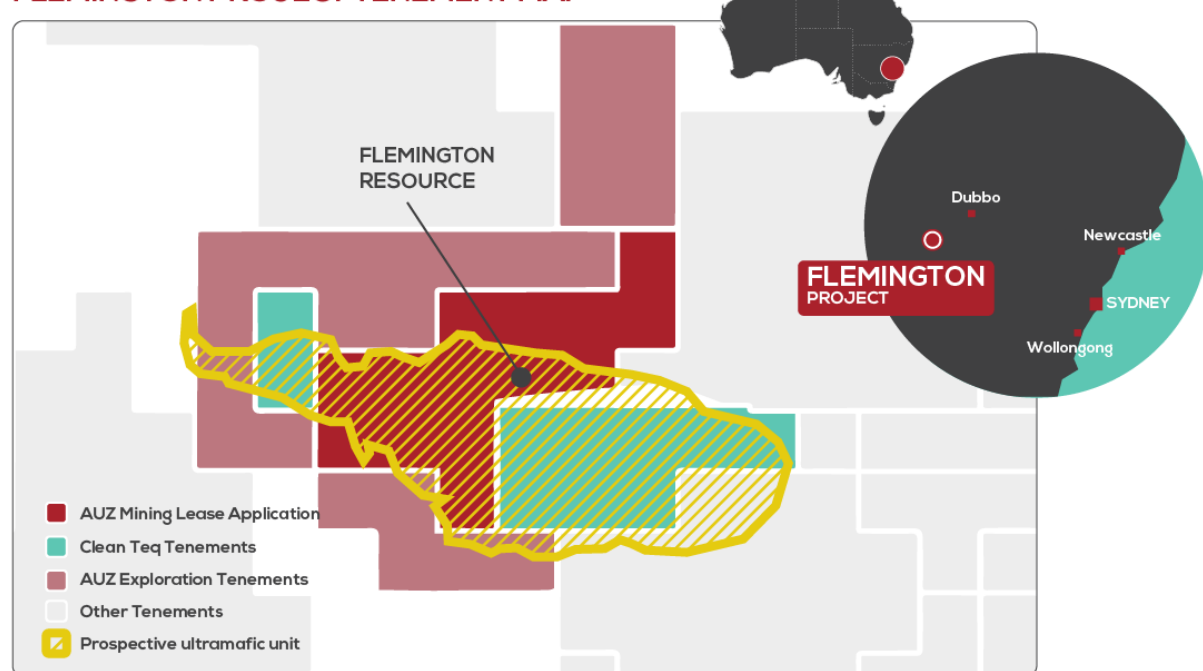 FLEMINGTON
RESOURCE
Dubbo
Newcastle
FLEMINGTON
PROJECT
SYDNEY
Wollongong
AUZ Mining Lease Application
Clean Teq Tenements
AUZ Exploration Tenements
Other Tenements
Prospective ultramafic unit